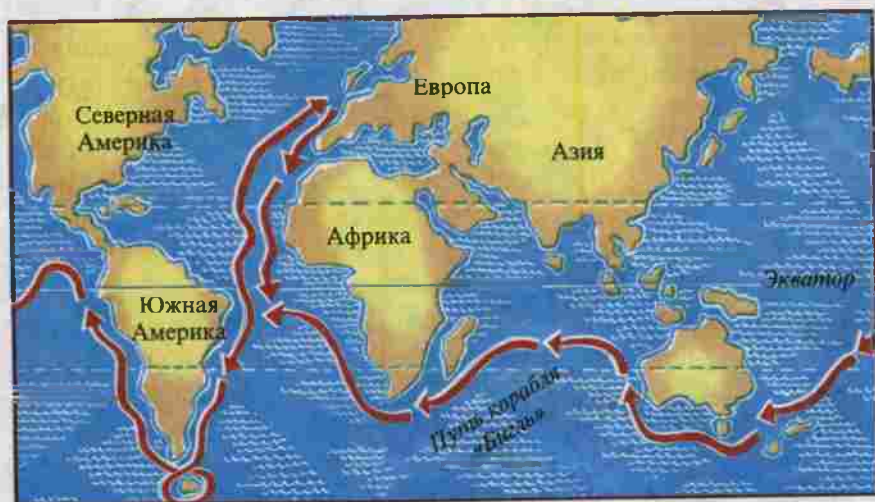 Европа
Северная
Америка
Азия
Африка
Экватор
Южная
Америка
Путь корабля
«Бигль»